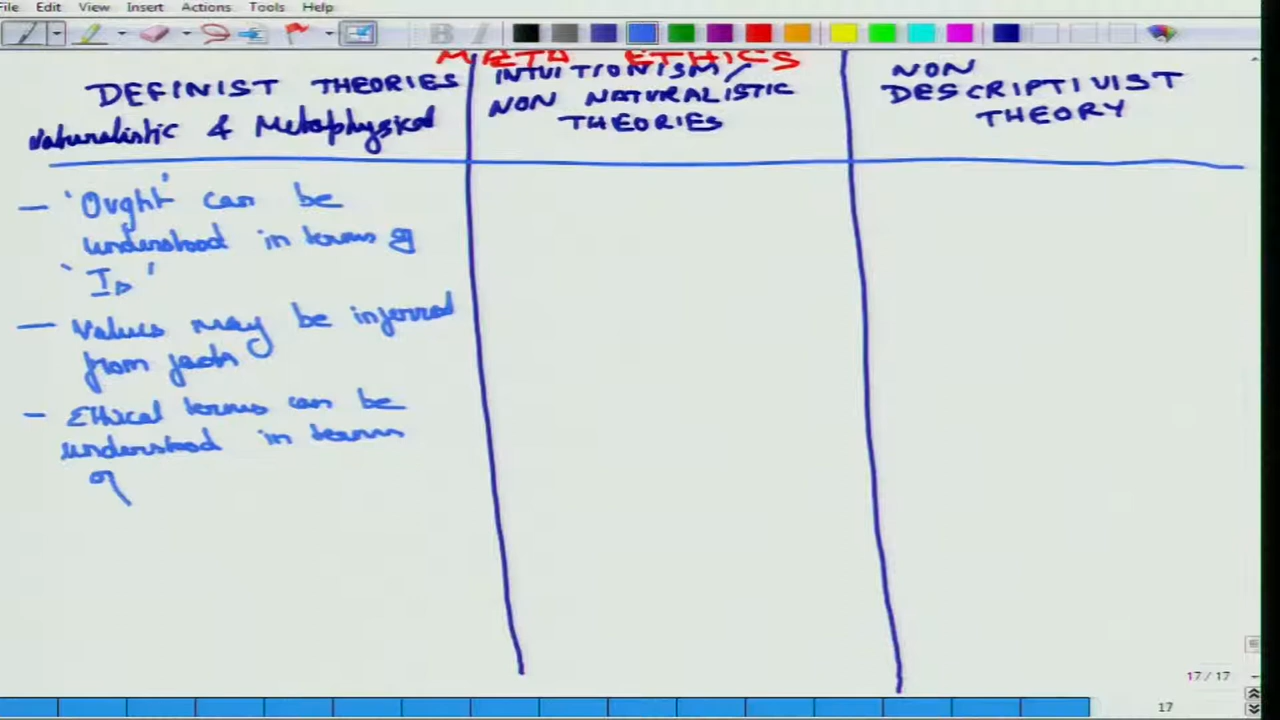 File Edit View Insert Actions Tools Help
META ETHICS
DEFINIST THEORIES
Naturalistic & Metaphysical
INTUITIONISM/
NON NATURALISTIC
THEORIES
NON
DESCRIPTIVIST
THEORY
— 'Ought' can be
understood in terms of
'Is'
— Values may be inferred
from facts
- Ethical terms can be
understood in terms
of
17 / 17
17